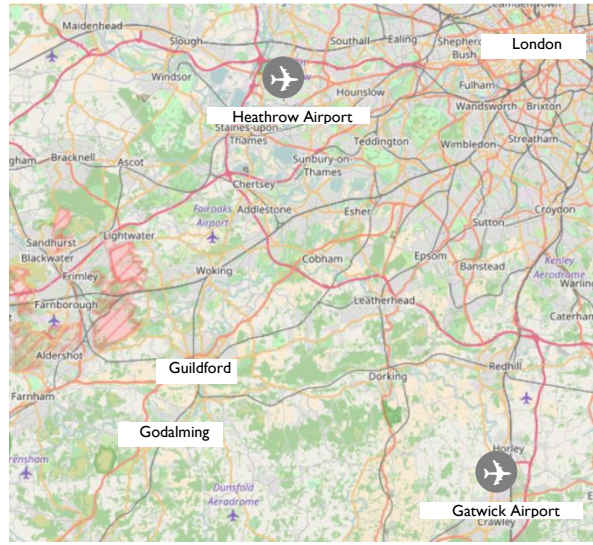 Camdentown
Maidenhead
Slough
Southall
Ealing
Shepherd's
Bush
London
Windsor
Hounslow
Fulham
Heathrow Airport
Wandsworth
Brixton
Staines-upon-
Thames
Teddington
Streatham
Wimbledon
Bracknell
Ascot
Sunbury-on-
Thames
Chertsey
Fairoaks
Airport
Addlestone
Esher
Croydon
Sutton
Lightwater
Sandhurst
Blackwater
Frimley
Woking
Cobham
Epsom
Banstead
Kenley
Aerodrome
Farnborough
Leatherhead
Caterham
Aldershot
Guildford
Dorking
Redhill
Farnham
Godalming
Horley
Dunsfold
Aerodrome
Gatwick Airport
Crawley